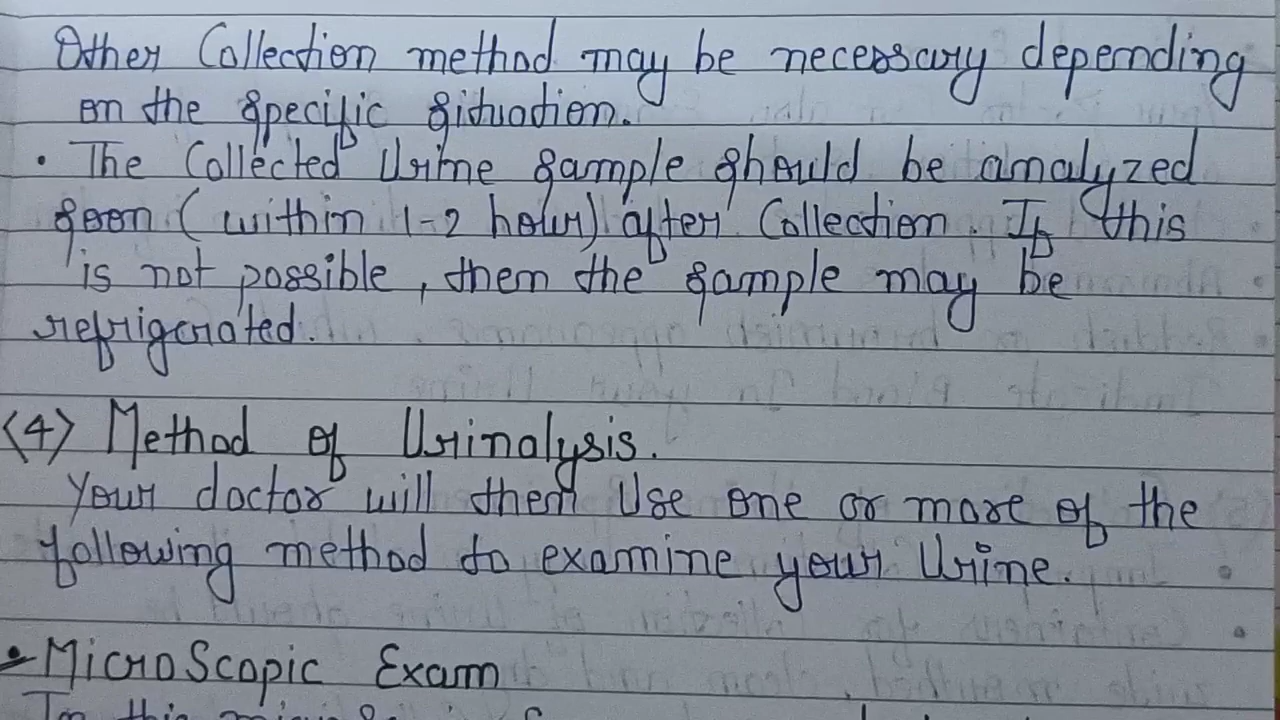 Other Collection method may be necessary depending
on the specific situation.
• The Collected Urine sample should be analyzed
soon (within 1-2 hour) after Collection. If this
is not possible, then the sample may be
refrigerated.
(4) Method of Urinalysis.
Your doctor will then Use one or more of the
following method to examine your Urine.
• MicroScopic Exam
In this